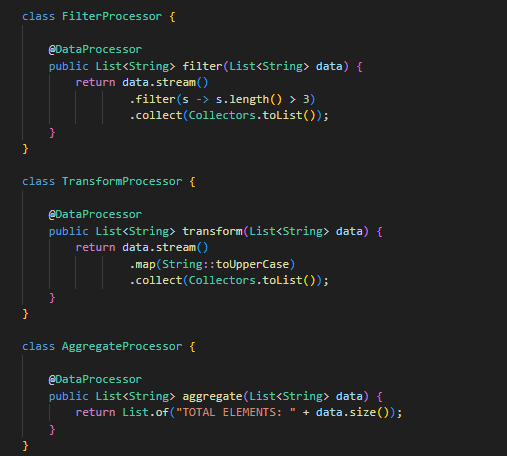 class FilterProcessor {
@DataProcessor
public List<String> filter(List<String> data) {
return data.stream()
.filter(s -> s.length() > 3)
.collect(Collectors.toList());
}
}
class TransformProcessor {
@DataProcessor
public List<String> transform(List<String> data) {
return data.stream()
.map(String::toUpperCase)
.collect(Collectors.toList());
}
}
class AggregateProcessor {
@DataProcessor
public List<String> aggregate(List<String> data) {
return List.of("TOTAL ELEMENTS: " + data.size());
}
}